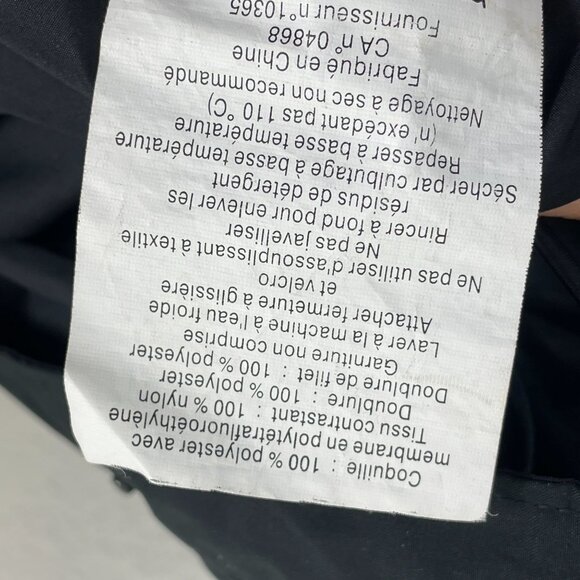 Coquille : 100 % polyester avec
membrane en polytétrafluoroéthylène
Tissu contrastant : 100 % nylon
Doublure : 100 % polyester
Doublure de filet : 100 % polyester
Garniture non comprise
Laver à la machine à l'eau froide
Attacher fermeture à glissière
et velcro
Ne pas utiliser d'assouplissant à textile
Ne pas javelliser
Rincer à fond pour enlever les
résidus de détergent
Sécher par culbutage à basse température
Repasser à basse température
(n'excédant pas 110 °C)
Nettoyage à sec non recommandé
Fabriqué en Chine
CA n° 04868
Fournisseur n°10365